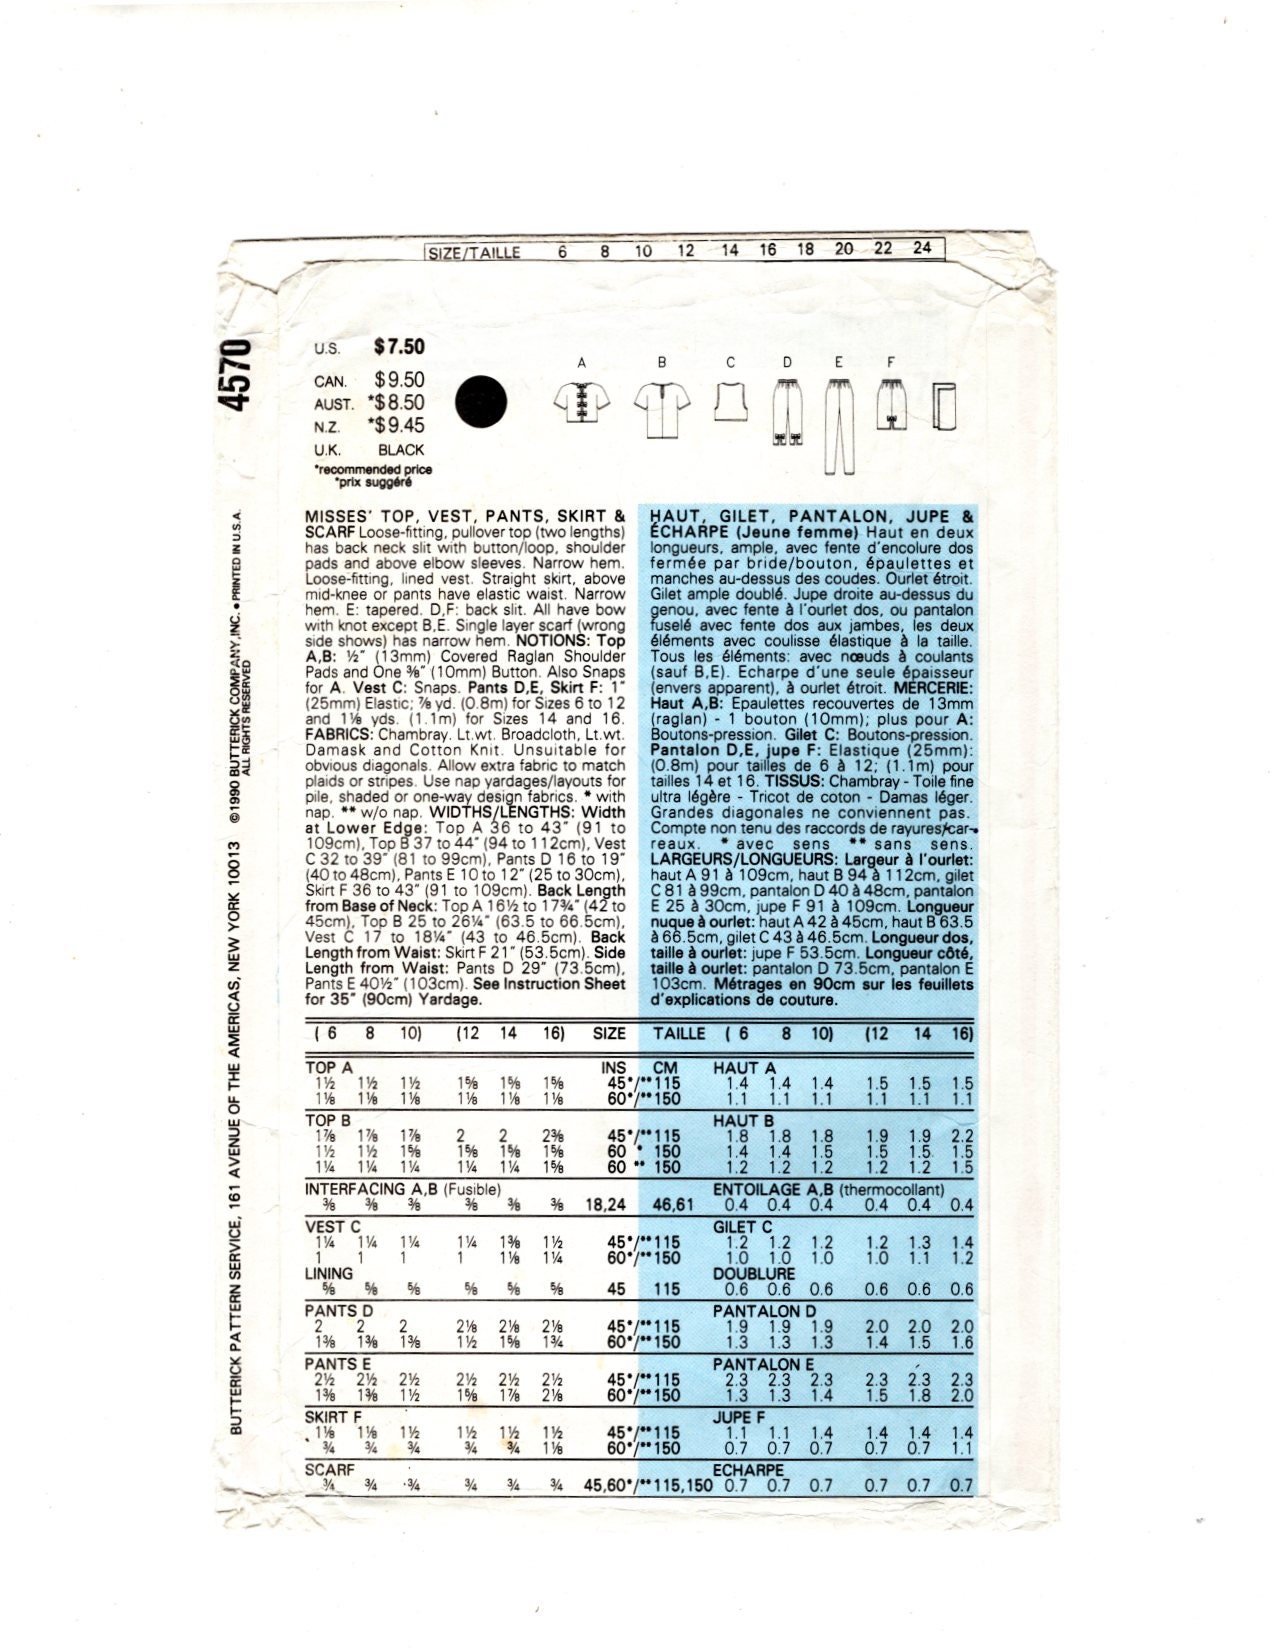 SIZE/TAILLE 6 8 10 12 14 16 18 20 22 24
4570
U.S. $7.50
CAN. $9.50
AUST. *$8.50
N.Z. *$9.45
U.K. BLACK
*recommended price
*prix suggéré
A B C D E F
©1990 BUTTERICK COMPANY, INC. • PRINTED IN U.S.A.
ALL RIGHTS RESERVED
BUTTERICK PATTERN SERVICE, 161 AVENUE OF THE AMERICAS, NEW YORK 10013
MISSES' TOP, VEST, PANTS, SKIRT &
SCARF Loose-fitting, pullover top (two lengths)
has back neck slit with button/loop, shoulder
pads and above elbow sleeves. Narrow hem.
Loose-fitting, lined vest. Straight skirt, above
mid-knee or pants have elastic waist. Narrow
hem. E: tapered. D,F: back slit. All have bow
with knot except B,E. Single layer scarf (wrong
side shows) has narrow hem. NOTIONS: Top
A,B: ½" (13mm) Covered Raglan Shoulder
Pads and One ⅜" (10mm) Button. Also Snaps
for A. Vest C: Snaps. Pants D,E, Skirt F: 1"
(25mm) Elastic; ⅞ yd. (0.8m) for Sizes 6 to 12
and 1⅛ yds. (1.1m) for Sizes 14 and 16.
FABRICS: Chambray. Lt.wt. Broadcloth, Lt.wt.
Damask and Cotton Knit. Unsuitable for
obvious diagonals. Allow extra fabric to match
plaids or stripes. Use nap yardages/layouts for
pile, shaded or one-way design fabrics. * with
nap. ** w/o nap. WIDTHS/LENGTHS: Width
at Lower Edge: Top A 36 to 43" (91 to
109cm), Top B 37 to 44" (94 to 112cm), Vest
C 32 to 39" (81 to 99cm), Pants D 16 to 19"
(40 to 48cm), Pants E 10 to 12" (25 to 30cm),
Skirt F 36 to 43" (91 to 109cm). Back Length
from Base of Neck: Top A 16½ to 17¾" (42 to
45cm), Top B 25 to 26¼" (63.5 to 66.5cm),
Vest C 17 to 18¼" (43 to 46.5cm). Back
Length from Waist: Skirt F 21" (53.5cm). Side
Length from Waist: Pants D 29" (73.5cm),
Pants E 40½" (103cm). See Instruction Sheet
for 35" (90cm) Yardage.
HAUT, GILET, PANTALON, JUPE &
ÉCHARPE (Jeune femme) Haut en deux
longueurs, ample, avec fente d'encolure dos
fermée par bride/bouton, épaulettes et
manches au-dessus des coudes. Ourlet étroit.
Gilet ample doublé. Jupe droite au-dessus du
genou, avec fente à l'ourlet dos, ou pantalon
fuselé avec fente dos aux jambes, les deux
éléments avec coulisse élastique à la taille.
Tous les éléments: avec nœuds à coulants
(sauf B,E). Echarpe d'une seule épaisseur
(envers apparent), à ourlet étroit. MERCERIE:
Haut A,B: Epaulettes recouvertes de 13mm
(raglan) - 1 bouton (10mm); plus pour A:
Boutons-pression. Gilet C: Boutons-pression.
Pantalon D,E, jupe F: Elastique (25mm):
(0.8m) pour tailles de 6 à 12; (1.1m) pour
tailles 14 et 16. TISSUS: Chambray - Toile fine
ultra légère - Tricot de coton - Damas léger.
Grandes diagonales ne conviennent pas.
Compte non tenu des raccords de rayures/car-
reaux. * avec sens ** sans sens.
LARGEURS/LONGUEURS: Largeur à l'ourlet:
haut A 91 à 109cm, haut B 94 à 112cm, gilet
C 81 à 99cm, pantalon D 40 à 48cm, pantalon
E 25 à 30cm, jupe F 91 à 109cm. Longueur
nuque à ourlet: haut A 42 à 45cm, haut B 63.5
à 66.5cm, gilet C 43 à 46.5cm. Longueur dos,
taille à ourlet: jupe F 53.5cm. Longueur côté,
taille à ourlet: pantalon D 73.5cm, pantalon E
103cm. Métrages en 90cm sur les feuillets
d'explications de couture.
( 6 8 10) (12 14 16) SIZE TAILLE ( 6 8 10) (12 14 16)
TOP A INS CM HAUT A
1½ 1½ 1½ 1⅝ 1⅝ 1⅝ 45*/**115 1.4 1.4 1.4 1.5 1.5 1.5
1⅛ 1⅛ 1⅛ 1⅛ 1⅛ 1⅛ 60*/**150 1.1 1.1 1.1 1.1 1.1 1.1
TOP B HAUT B
1⅞ 1⅞ 1⅞ 2 2 2⅜ 45*/**115 1.8 1.8 1.8 1.9 1.9 2.2
1½ 1½ 1⅝ 1⅝ 1⅝ 1⅝ 60 * 150 1.4 1.4 1.5 1.5 1.5 1.5
1¼ 1¼ 1¼ 1¼ 1¼ 1⅝ 60 ** 150 1.2 1.2 1.2 1.2 1.2 1.5
INTERFACING A,B (Fusible) ENTOILAGE A,B (thermocollant)
⅜ ⅜ ⅜ ⅜ ⅜ ⅜ 18,24 46,61 0.4 0.4 0.4 0.4 0.4 0.4
VEST C GILET C
1¼ 1¼ 1¼ 1¼ 1⅜ 1½ 45*/**115 1.2 1.2 1.2 1.2 1.3 1.4
1 1 1 1 1⅛ 1¼ 60*/**150 1.0 1.0 1.0 1.0 1.1 1.2
LINING DOUBLURE
⅝ ⅝ ⅝ ⅝ ⅝ ⅝ 45 115 0.6 0.6 0.6 0.6 0.6 0.6
PANTS D PANTALON D
2 2 2 2⅛ 2⅛ 2⅛ 45*/**115 1.9 1.9 1.9 2.0 2.0 2.0
1⅜ 1⅜ 1⅜ 1½ 1⅝ 1¾ 60*/**150 1.3 1.3 1.3 1.4 1.5 1.6
PANTS E PANTALON E
2½ 2½ 2½ 2½ 2½ 2½ 45*/**115 2.3 2.3 2.3 2.3 2.3 2.3
1⅜ 1⅜ 1½ 1⅝ 1⅞ 2⅛ 60*/**150 1.3 1.3 1.4 1.5 1.8 2.0
SKIRT F JUPE F
1⅛ 1⅛ 1½ 1½ 1½ 1½ 45*/**115 1.1 1.1 1.4 1.4 1.4 1.4
¾ ¾ ¾ ¾ ¾ 1⅛ 60*/**150 0.7 0.7 0.7 0.7 0.7 1.1
SCARF ECHARPE
¾ ¾ ¾ ¾ ¾ ¾ 45,60*/**115,150 0.7 0.7 0.7 0.7 0.7 0.7